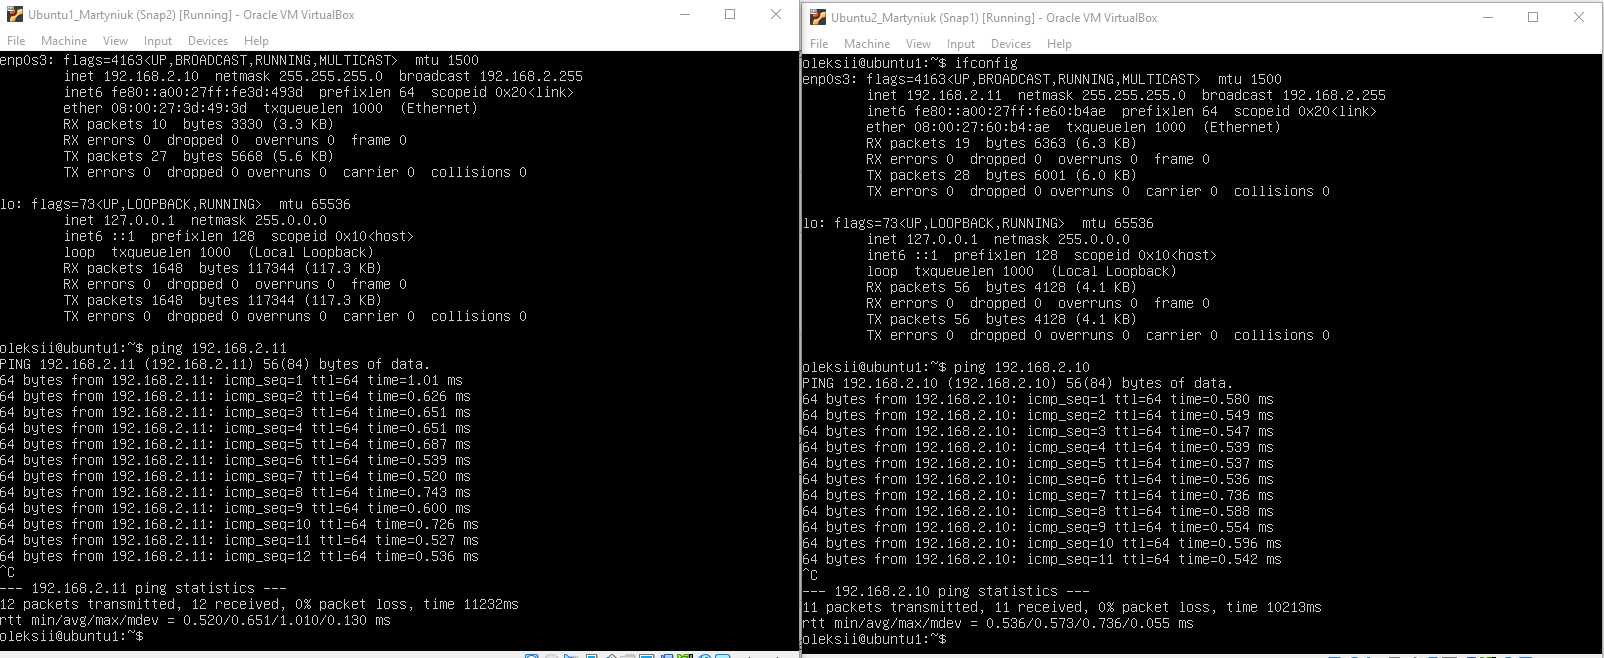 Ubuntu1_Martyniuk (Snap2) [Running] - Oracle VM VirtualBox
File Machine View Input Devices Help
enp0s3: flags=4163<UP,BROADCAST,RUNNING,MULTICAST>  mtu 1500
        inet 192.168.2.10  netmask 255.255.255.0  broadcast 192.168.2.255
        inet6 fe80::a00:27ff:fe3d:493d  prefixlen 64  scopeid 0x20<link>
        ether 08:00:27:3d:49:3d  txqueuelen 1000  (Ethernet)
        RX packets 10  bytes 3330 (3.3 KB)
        RX errors 0  dropped 0  overruns 0  frame 0
        TX packets 27  bytes 5668 (5.6 KB)
        TX errors 0  dropped 0 overruns 0  carrier 0  collisions 0
lo: flags=73<UP,LOOPBACK,RUNNING>  mtu 65536
        inet 127.0.0.1  netmask 255.0.0.0
        inet6 ::1  prefixlen 128  scopeid 0x10<host>
        loop  txqueuelen 1000  (Local Loopback)
        RX packets 1648  bytes 117344 (117.3 KB)
        RX errors 0  dropped 0  overruns 0  frame 0
        TX packets 1648  bytes 117344 (117.3 KB)
        TX errors 0  dropped 0 overruns 0  carrier 0  collisions 0
oleksii@ubuntu1:~$ ping 192.168.2.11
PING 192.168.2.11 (192.168.2.11) 56(84) bytes of data.
64 bytes from 192.168.2.11: icmp_seq=1 ttl=64 time=1.01 ms
64 bytes from 192.168.2.11: icmp_seq=2 ttl=64 time=0.626 ms
64 bytes from 192.168.2.11: icmp_seq=3 ttl=64 time=0.651 ms
64 bytes from 192.168.2.11: icmp_seq=4 ttl=64 time=0.651 ms
64 bytes from 192.168.2.11: icmp_seq=5 ttl=64 time=0.687 ms
64 bytes from 192.168.2.11: icmp_seq=6 ttl=64 time=0.539 ms
64 bytes from 192.168.2.11: icmp_seq=7 ttl=64 time=0.520 ms
64 bytes from 192.168.2.11: icmp_seq=8 ttl=64 time=0.743 ms
64 bytes from 192.168.2.11: icmp_seq=9 ttl=64 time=0.600 ms
64 bytes from 192.168.2.11: icmp_seq=10 ttl=64 time=0.726 ms
64 bytes from 192.168.2.11: icmp_seq=11 ttl=64 time=0.527 ms
64 bytes from 192.168.2.11: icmp_seq=12 ttl=64 time=0.536 ms
^C
--- 192.168.2.11 ping statistics ---
12 packets transmitted, 12 received, 0% packet loss, time 11232ms
rtt min/avg/max/mdev = 0.520/0.651/1.010/0.130 ms
oleksii@ubuntu1:~$
Ubuntu2_Martyniuk (Snap1) [Running] - Oracle VM VirtualBox
File Machine View Input Devices Help
oleksii@ubuntu1:~$ ifconfig
enp0s3: flags=4163<UP,BROADCAST,RUNNING,MULTICAST>  mtu 1500
        inet 192.168.2.11  netmask 255.255.255.0  broadcast 192.168.2.255
        inet6 fe80::a00:27ff:fe60:b4ae  prefixlen 64  scopeid 0x20<link>
        ether 08:00:27:60:b4:ae  txqueuelen 1000  (Ethernet)
        RX packets 19  bytes 6363 (6.3 KB)
        RX errors 0  dropped 0  overruns 0  frame 0
        TX packets 28  bytes 6001 (6.0 KB)
        TX errors 0  dropped 0 overruns 0  carrier 0  collisions 0
lo: flags=73<UP,LOOPBACK,RUNNING>  mtu 65536
        inet 127.0.0.1  netmask 255.0.0.0
        inet6 ::1  prefixlen 128  scopeid 0x10<host>
        loop  txqueuelen 1000  (Local Loopback)
        RX packets 56  bytes 4128 (4.1 KB)
        RX errors 0  dropped 0  overruns 0  frame 0
        TX packets 56  bytes 4128 (4.1 KB)
        TX errors 0  dropped 0 overruns 0  carrier 0  collisions 0
oleksii@ubuntu1:~$ ping 192.168.2.10
PING 192.168.2.10 (192.168.2.10) 56(84) bytes of data.
64 bytes from 192.168.2.10: icmp_seq=1 ttl=64 time=0.580 ms
64 bytes from 192.168.2.10: icmp_seq=2 ttl=64 time=0.549 ms
64 bytes from 192.168.2.10: icmp_seq=3 ttl=64 time=0.547 ms
64 bytes from 192.168.2.10: icmp_seq=4 ttl=64 time=0.539 ms
64 bytes from 192.168.2.10: icmp_seq=5 ttl=64 time=0.537 ms
64 bytes from 192.168.2.10: icmp_seq=6 ttl=64 time=0.536 ms
64 bytes from 192.168.2.10: icmp_seq=7 ttl=64 time=0.736 ms
64 bytes from 192.168.2.10: icmp_seq=8 ttl=64 time=0.588 ms
64 bytes from 192.168.2.10: icmp_seq=9 ttl=64 time=0.554 ms
64 bytes from 192.168.2.10: icmp_seq=10 ttl=64 time=0.596 ms
64 bytes from 192.168.2.10: icmp_seq=11 ttl=64 time=0.542 ms
^C
--- 192.168.2.10 ping statistics ---
11 packets transmitted, 11 received, 0% packet loss, time 10213ms
rtt min/avg/max/mdev = 0.536/0.573/0.736/0.055 ms
oleksii@ubuntu1:~$